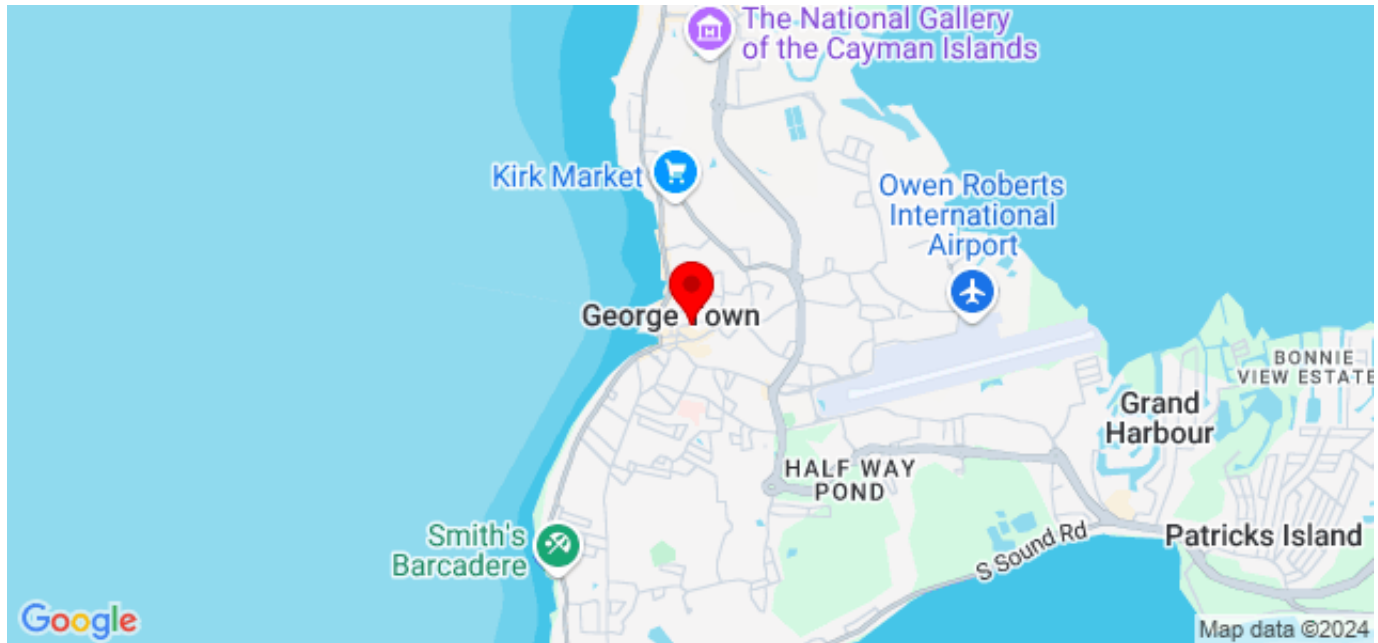 The National Gallery
of the Cayman Islands
Kirk Market
Owen Roberts
International
Airport
George Town
BONNIE
VIEW ESTATE
Grand
Harbour
HALF WAY
POND
Smith's
Barcadere
S Sound Rd
Patricks Island
Google
Map data ©2024